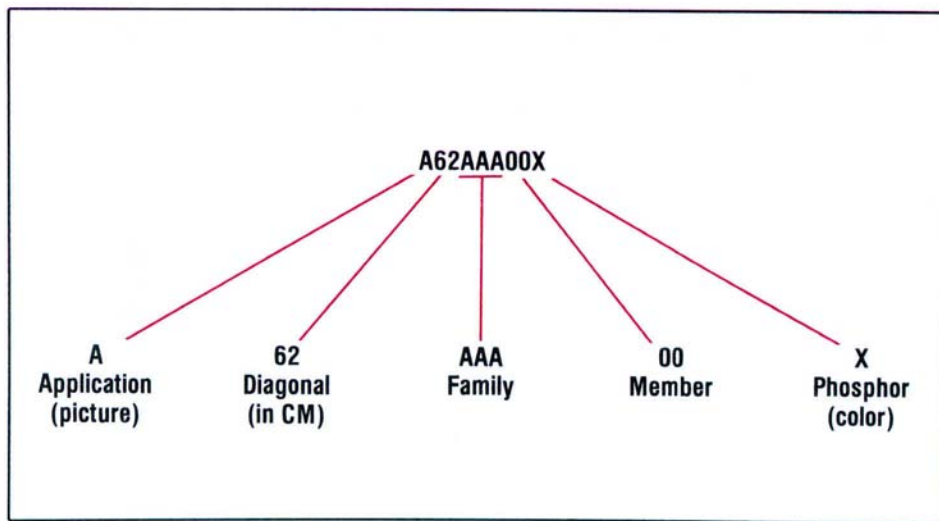 A62AAA00X
A
Application
(picture)
62
Diagonal
(in CM)
AAA
Family
00
Member
X
Phosphor
(color)